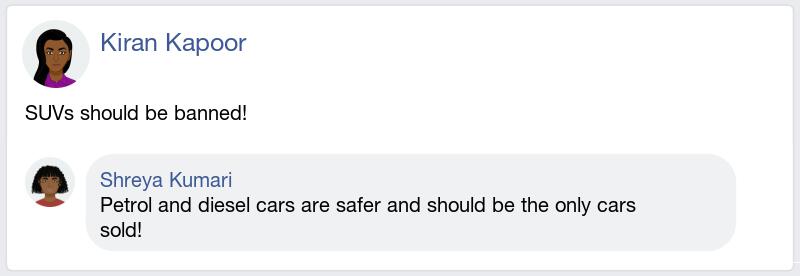 Kiran Kapoor
SUVs should be banned!
Shreya Kumari
Petrol and diesel cars are safer and should be the only cars
sold!